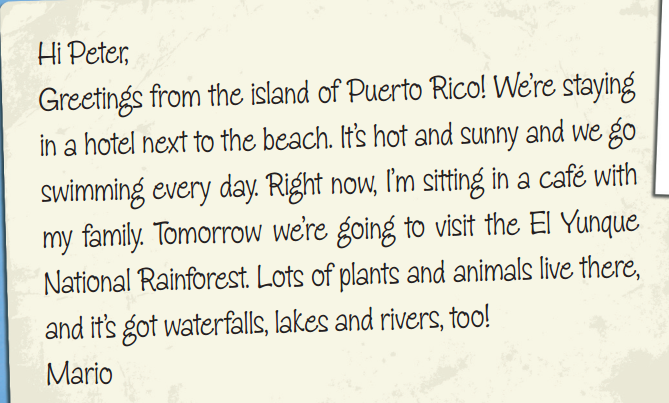 Hi Peter,
Greetings from the island of Puerto Rico! We're staying
in a hotel next to the beach. It's hot and sunny and we go
swimming every day. Right now, I'm sitting in a café with
my family. Tomorrow we're going to visit the El Yunque
National Rainforest. Lots of plants and animals live there,
and it's got waterfalls, lakes and rivers, too!
Mario